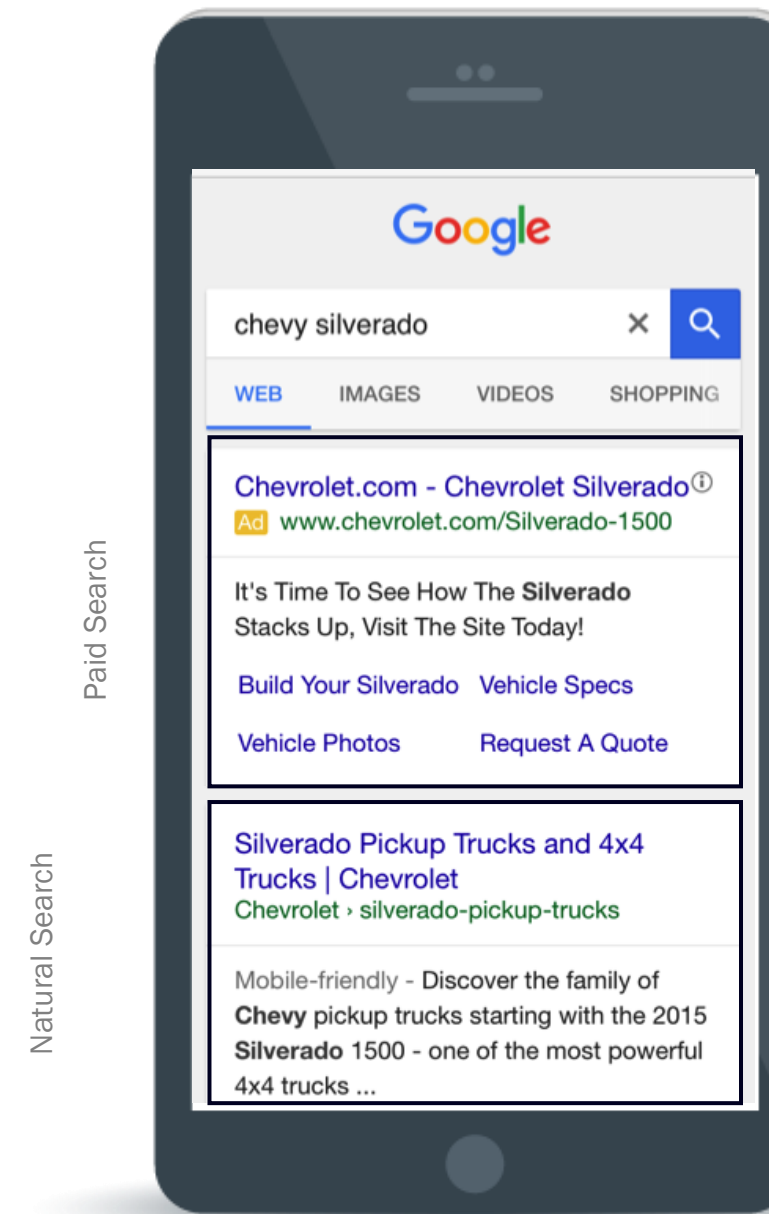 Google
chevy silverado
WEB IMAGES VIDEOS SHOPPING
Paid Search
Chevrolet.com - Chevrolet Silverado
Ad www.chevrolet.com/Silverado-1500
It's Time To See How The Silverado
Stacks Up, Visit The Site Today!
Build Your Silverado Vehicle Specs
Vehicle Photos Request A Quote
Natural Search
Silverado Pickup Trucks and 4x4
Trucks | Chevrolet
Chevrolet › silverado-pickup-trucks
Mobile-friendly - Discover the family of
Chevy pickup trucks starting with the 2015
Silverado 1500 - one of the most powerful
4x4 trucks ...